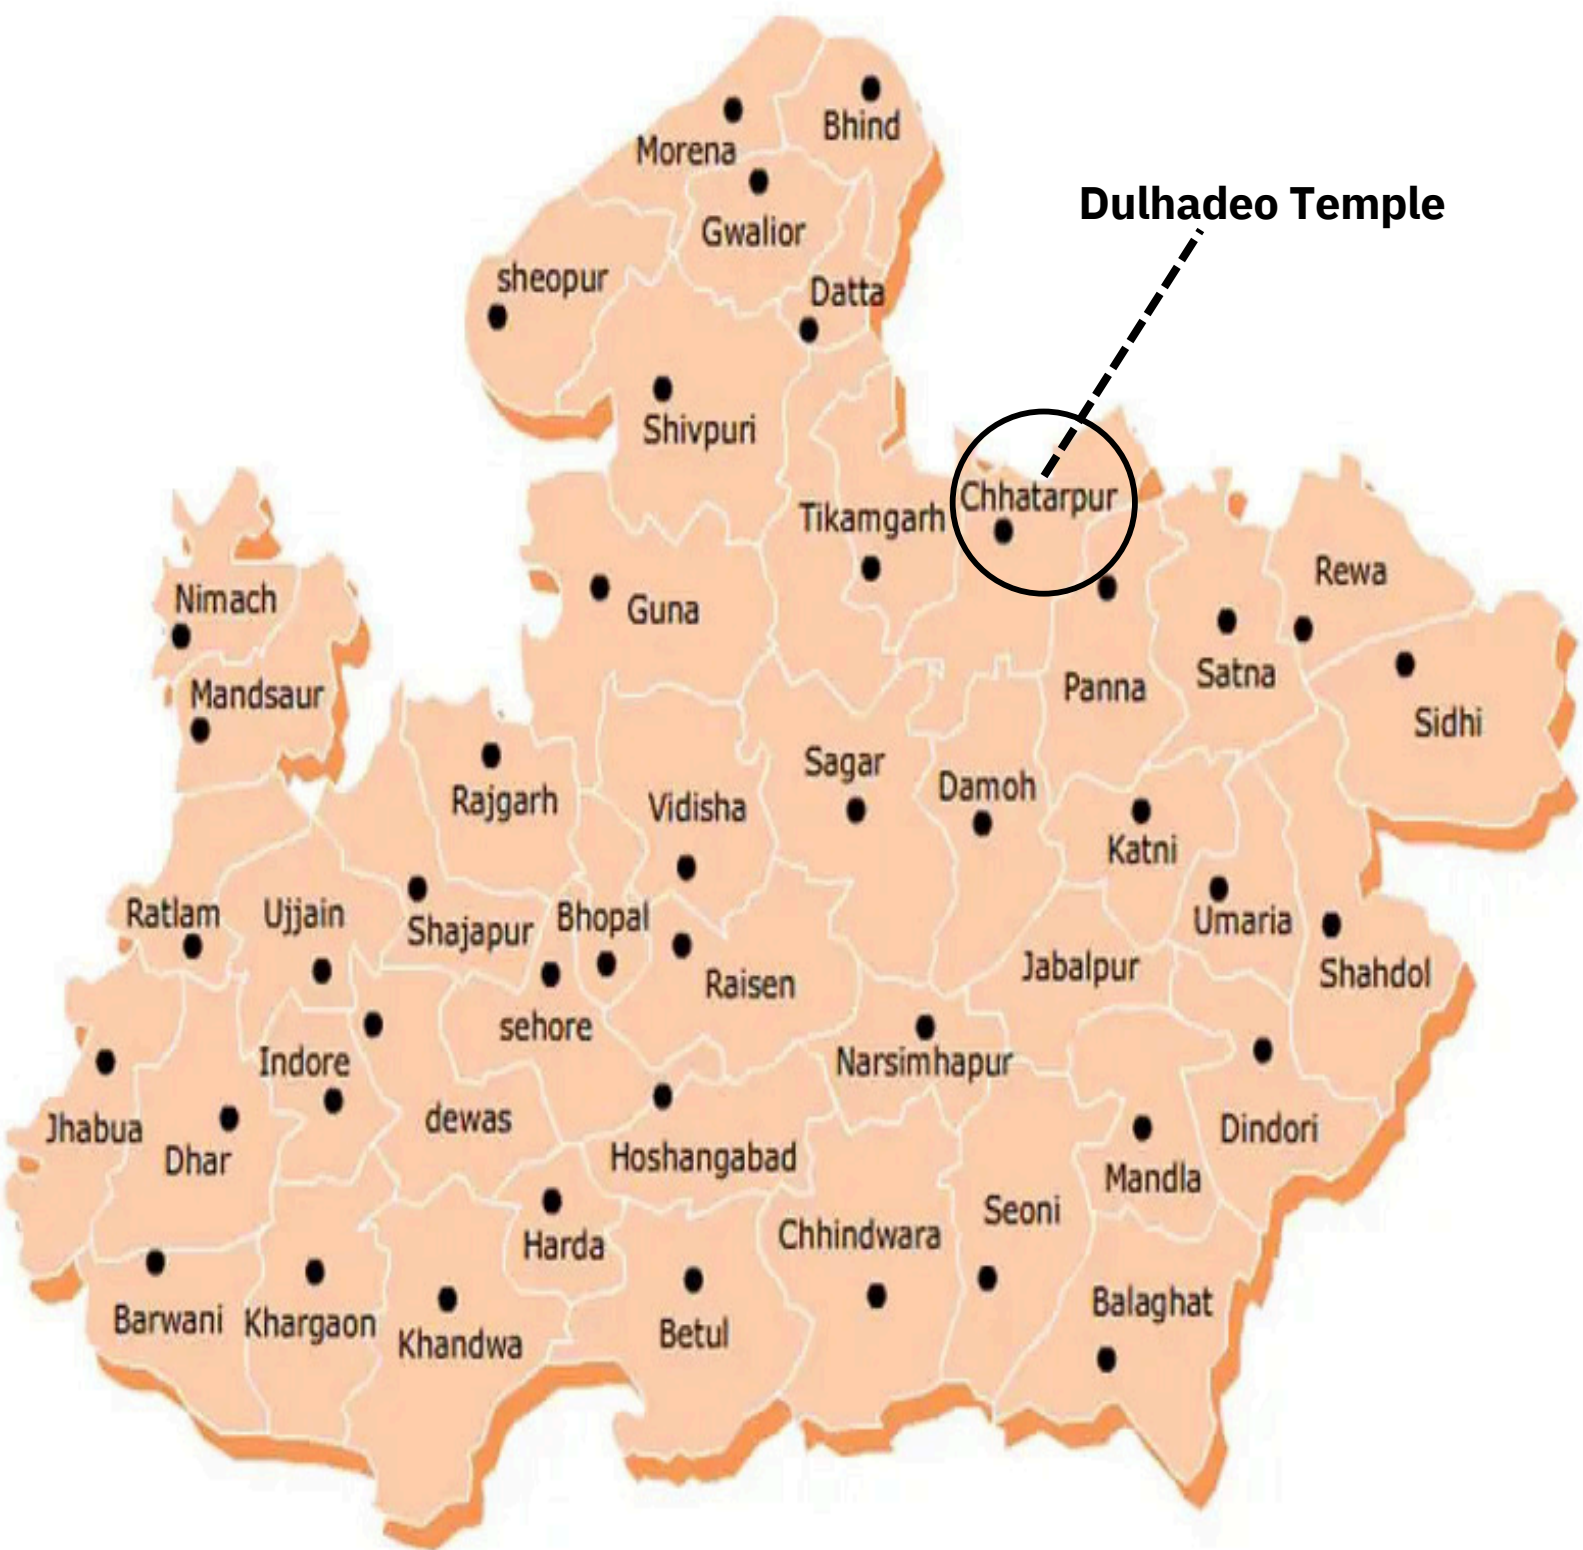 Bhind
Morena
Dulhadeo Temple
Gwalior
sheopur
Datta
Shivpuri
Chhatarpur
Tikamgarh
Rewa
Nimach
Guna
Satna
Panna
Mandsaur
Sidhi
Sagar
Damoh
Rajgarh
Vidisha
Katni
Ratlam
Ujjain
Bhopal
Umaria
Shajapur
Jabalpur
Shahdol
Raisen
sehore
Indore
Narsimhapur
dewas
Jhabua
Dindori
Dhar
Hoshangabad
Mandla
Seoni
Chhindwara
Harda
Balaghat
Barwani
Khargaon
Betul
Khandwa